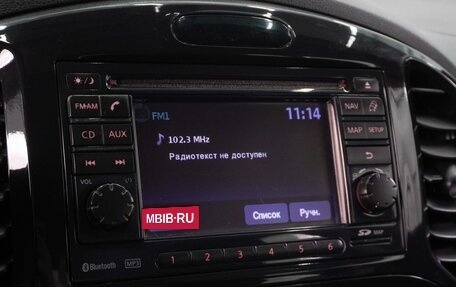 FM1
11:14
102.3 MHz
Радиотекст не доступен
Список
Ручн.
FM·AM
CD
AUX
VOL
NAV
MAP
SETUP
MBIB-RU
1 2 3 4 5 6
Bluetooth
MP3
SD MAP